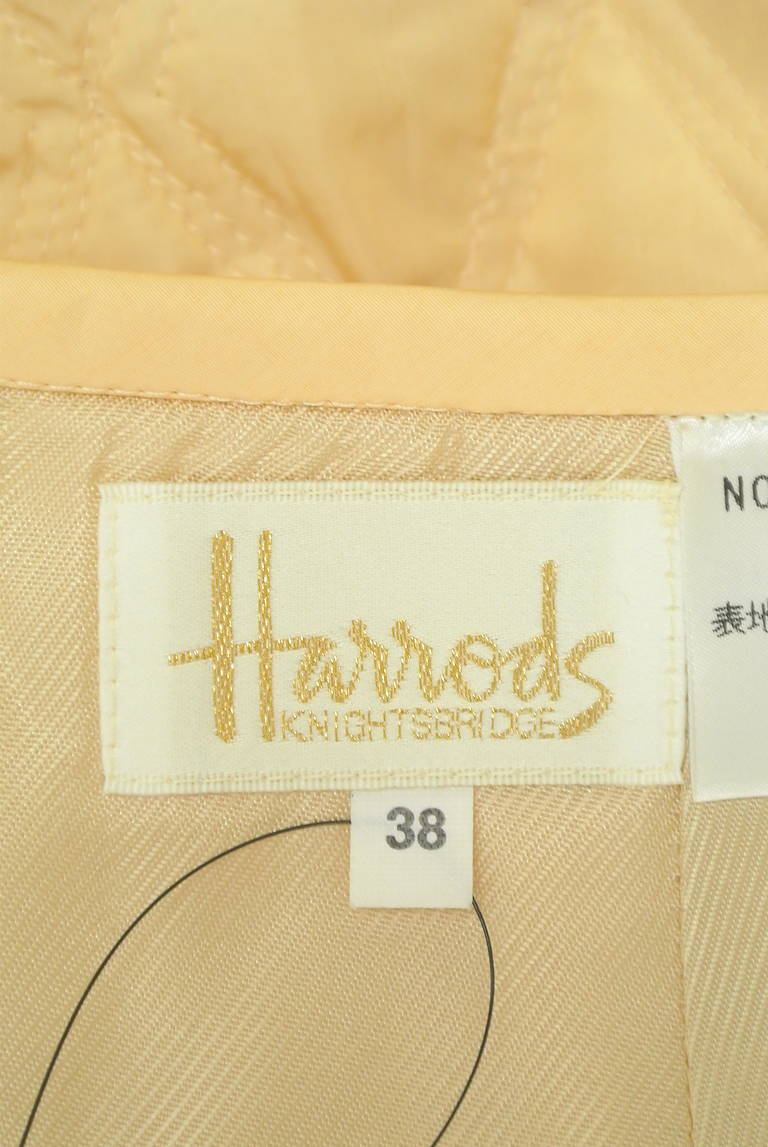 Harrods
KNIGHTSBRIDGE
38
NO
表地